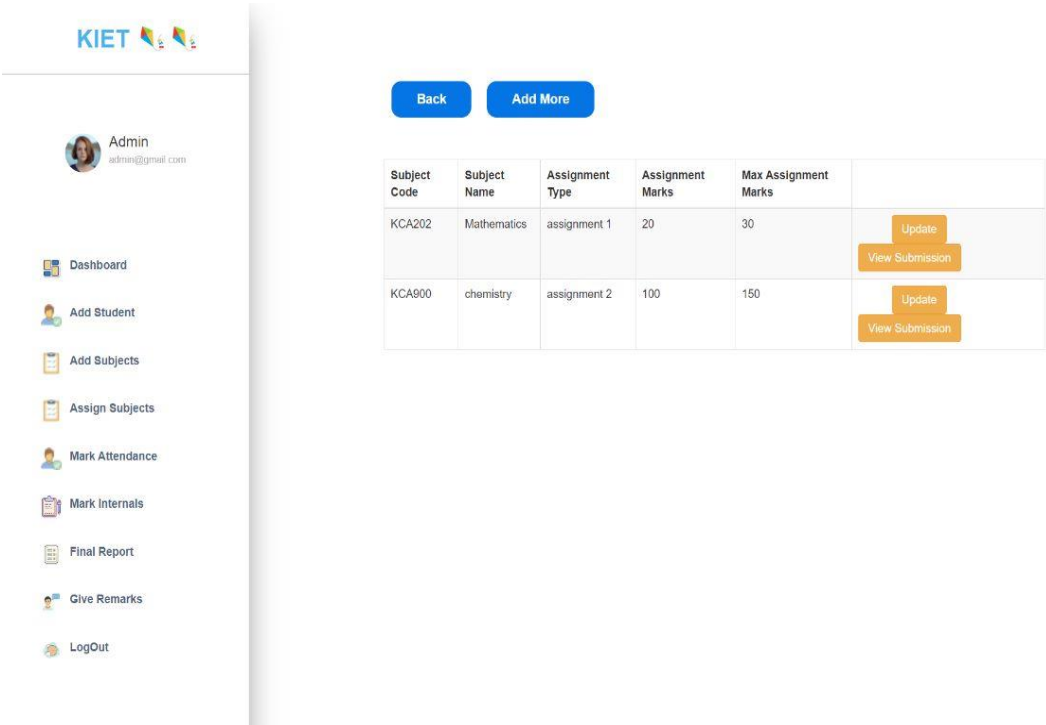 KIET
Admin
admin@gmail.com
Dashboard
Add Student
Add Subjects
Assign Subjects
Mark Attendance
Mark Internals
Final Report
Give Remarks
LogOut
Back Add More
Subject Code Subject Name Assignment Type Assignment Marks Max Assignment Marks
KCA202 Mathematics assignment 1 20 30 Update
View Submission
KCA900 chemistry assignment 2 100 150 Update
View Submission